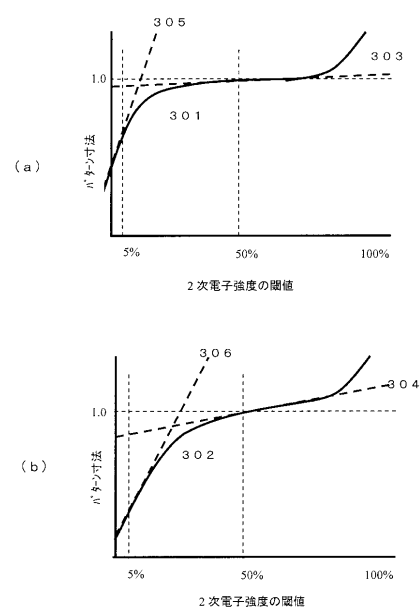 ３０５
３０３
1.0
３０１
（a）
パターン寸法
5%
50%
100%
２次電子強度の閾値
３０６
３０４
1.0
３０２
（b）
パターン寸法
5%
50%
100%
２次電子強度の閾値